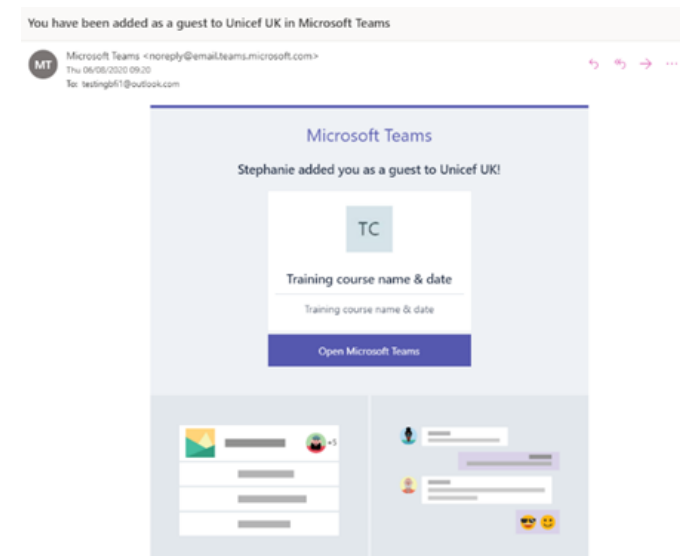 You have been added as a guest to Unicef UK in Microsoft Teams
MT
Microsoft Teams <noreply@email.teams.microsoft.com>
Thu 06/08/2020 09:20
To: testingbfi1@outlook.com
Microsoft Teams
Stephanie added you as a guest to Unicef UK!
TC
Training course name & date
Training course name & date
Open Microsoft Teams
+5